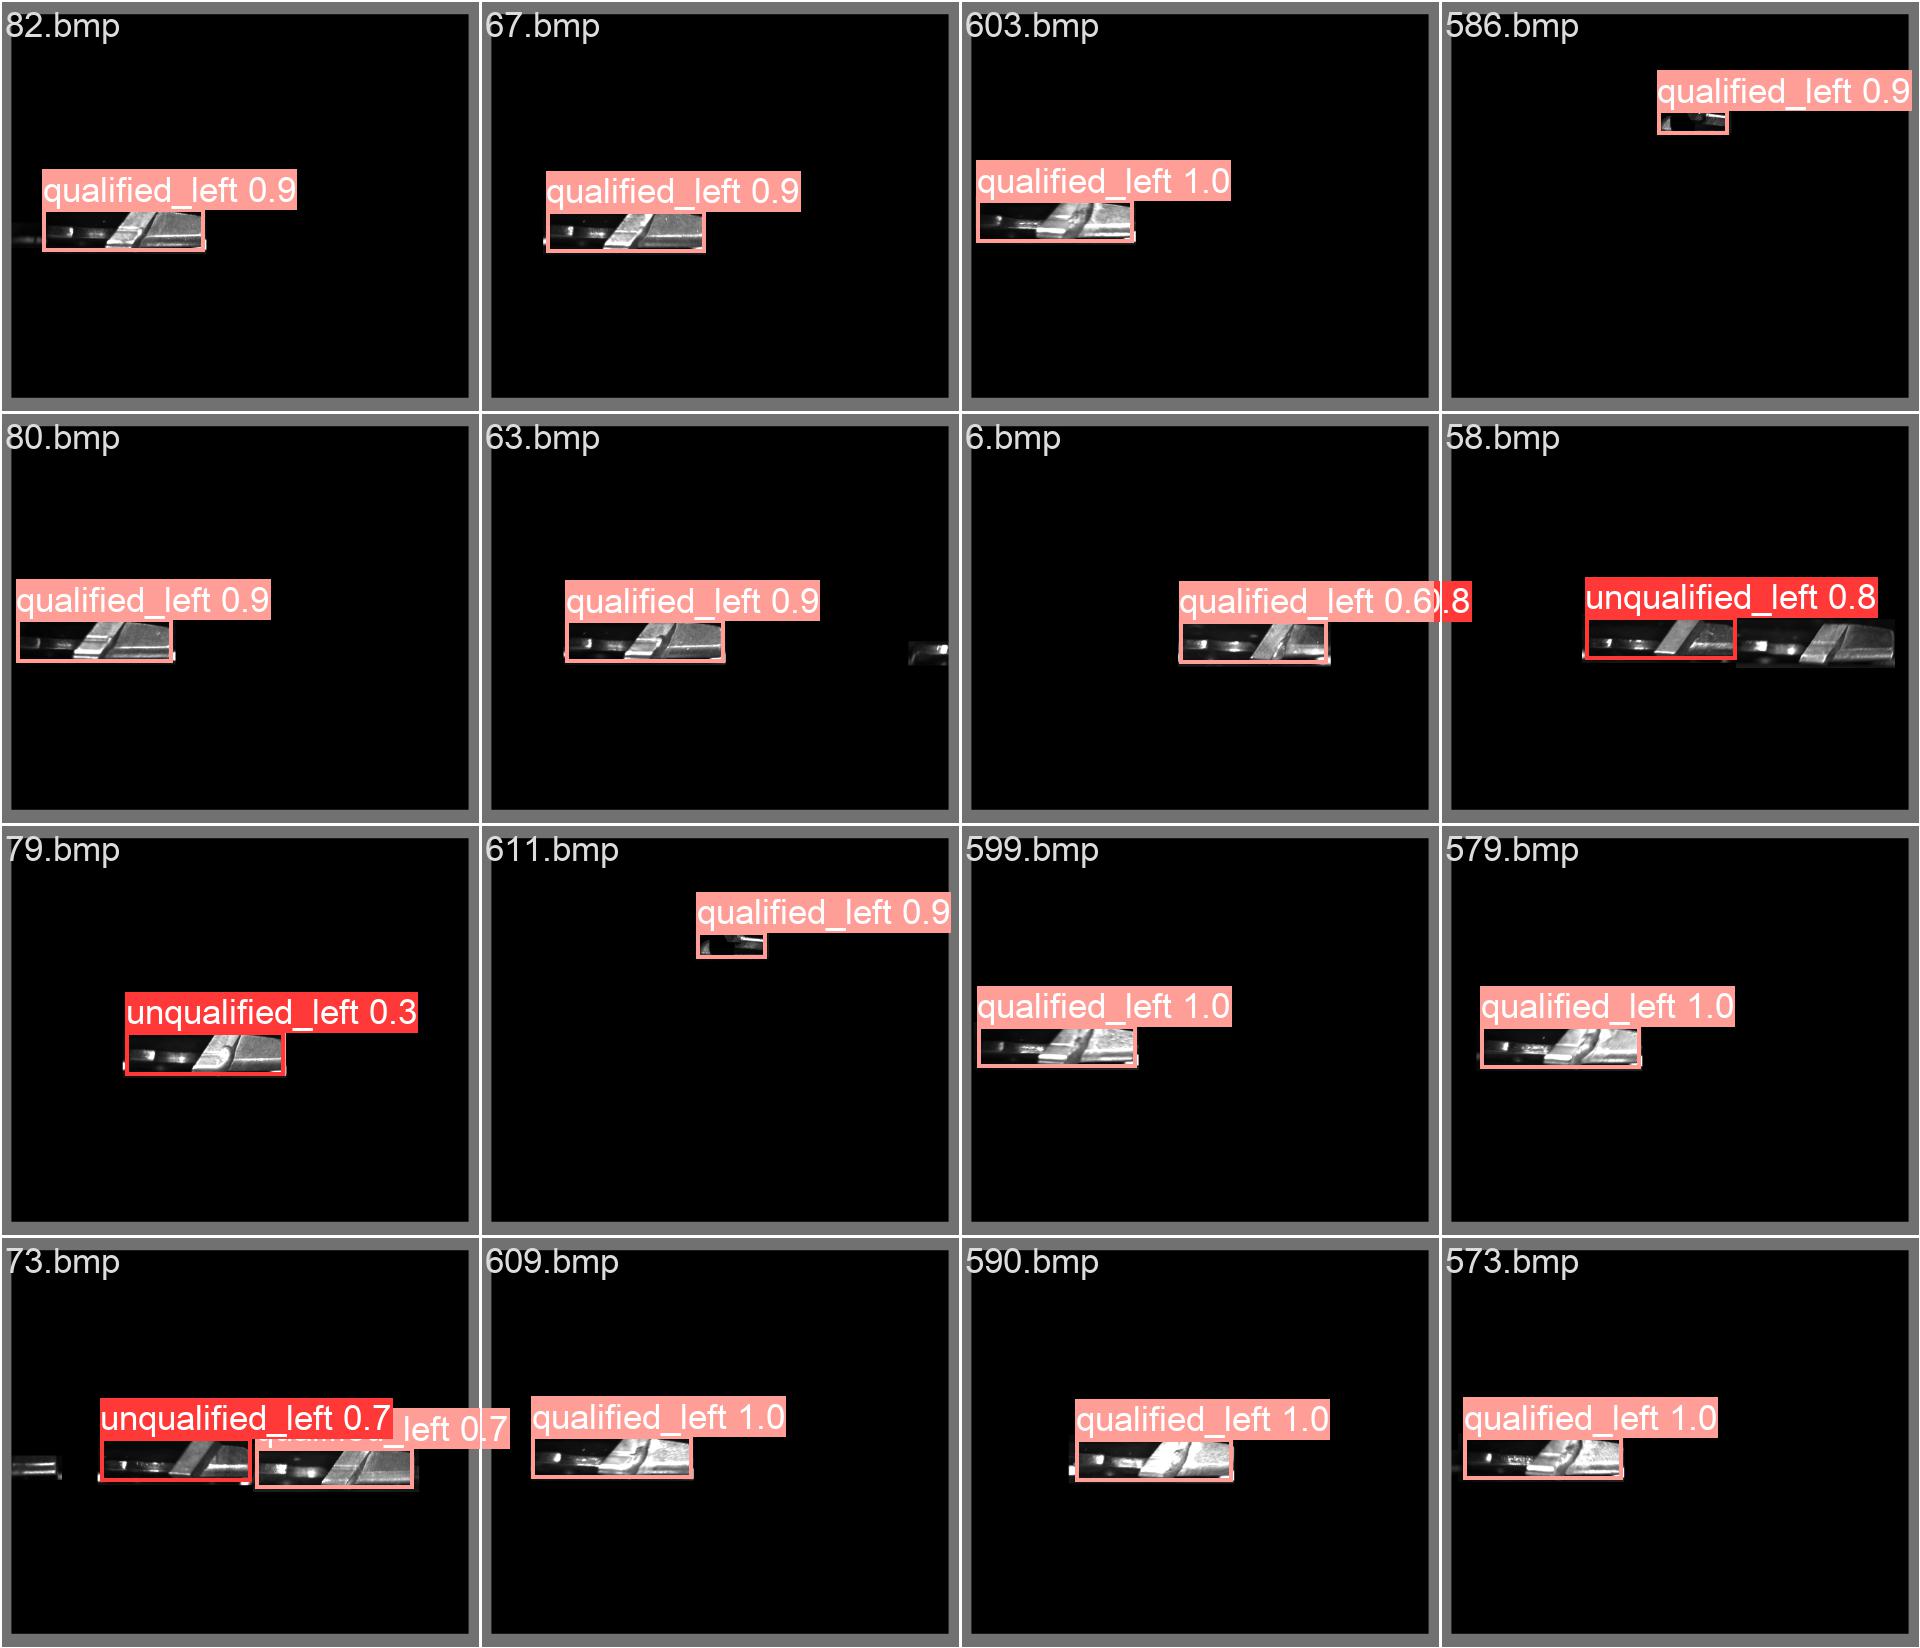 82.bmp
67.bmp
603.bmp
586.bmp
qualified_left 0.9
qualified_left 0.9
qualified_left 1.0
qualified_left 0.9
80.bmp
63.bmp
6.bmp
58.bmp
qualified_left 0.9
qualified_left 0.9
qualified_left 0.6
.8
unqualified_left 0.8
79.bmp
611.bmp
599.bmp
579.bmp
unqualified_left 0.3
qualified_left 0.9
qualified_left 1.0
qualified_left 1.0
73.bmp
609.bmp
590.bmp
573.bmp
unqualified_left 0.7
_left 0.7
qualified_left 1.0
qualified_left 1.0
qualified_left 1.0